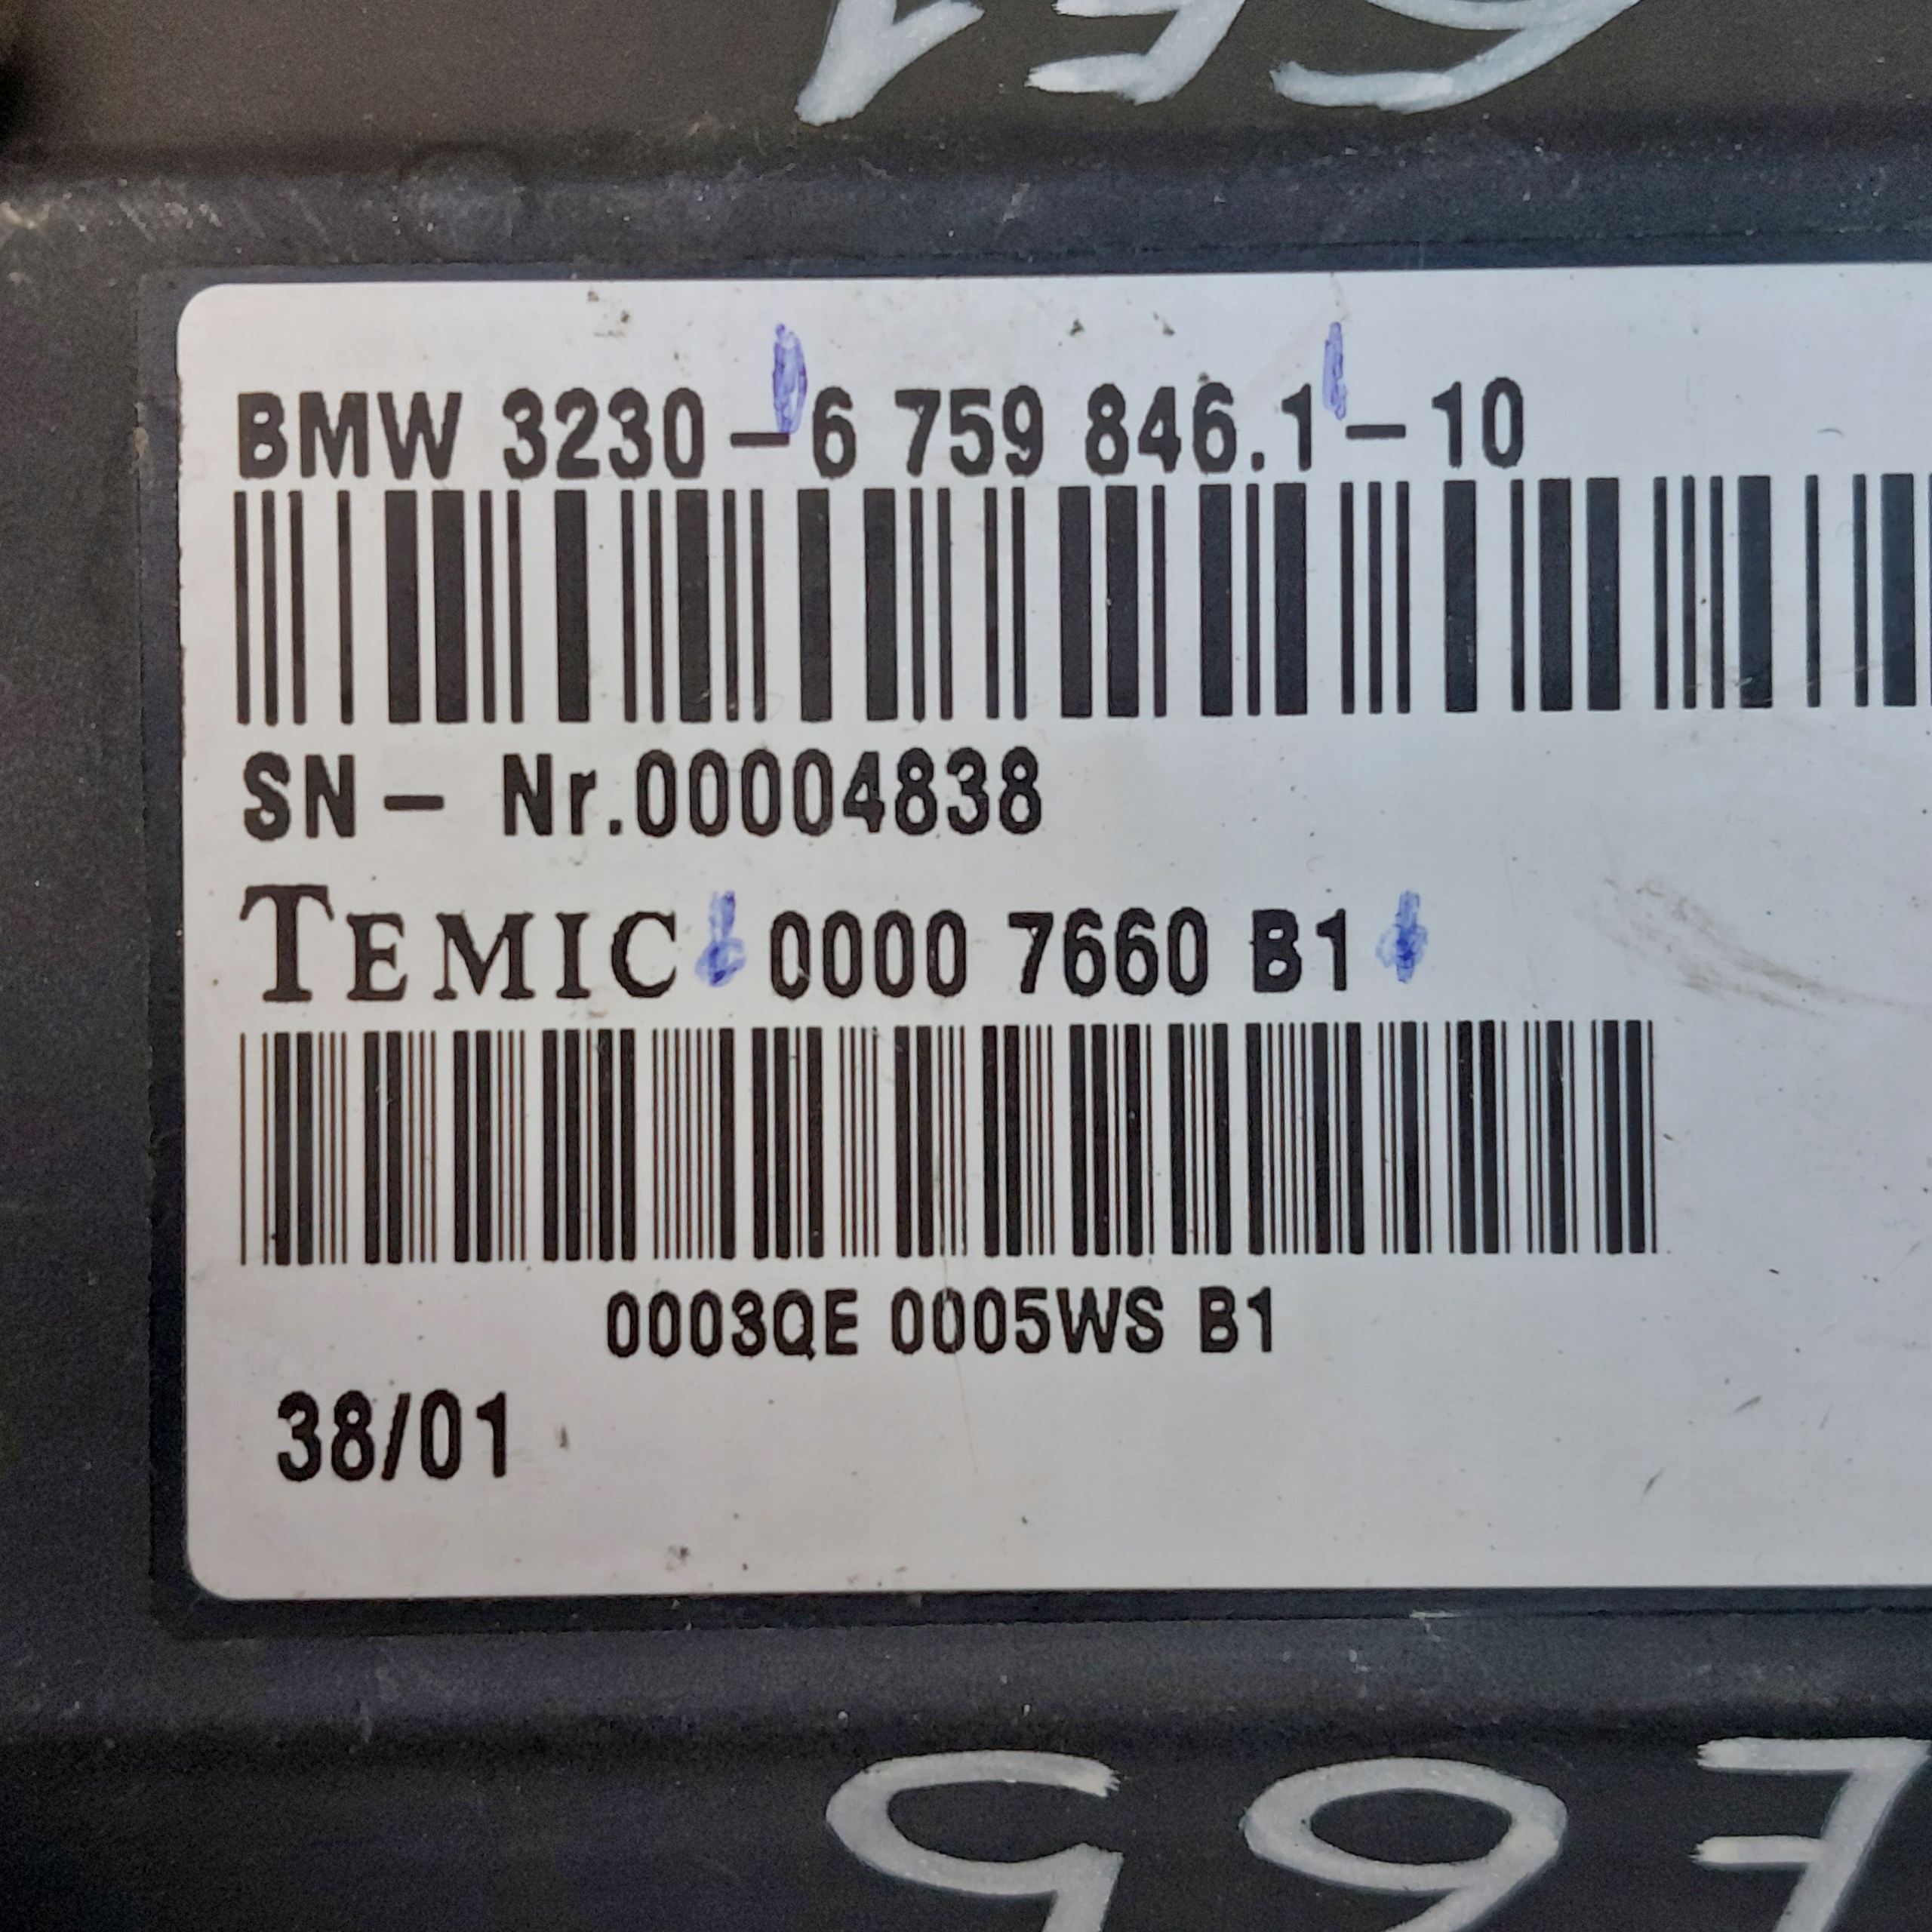 BMW 3230-6 759 846.1-10
SN- Nr.00004838
TEMIC 0000 7660 B1
0003QE 0005WS B1
38/01
E65